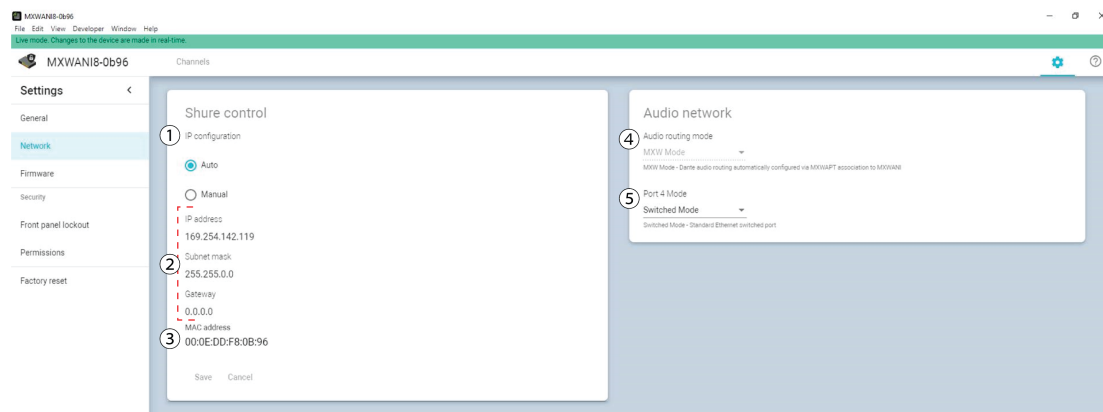 MXWANI8-0b96
File Edit View Developer Window Help
Live mode. Changes to the device are made in real-time.
MXWANI8-0b96
Channels
Settings
General
Network
Firmware
Security
Front panel lockout
Permissions
Factory reset
Shure control
1 IP configuration
Auto
Manual
IP address
169.254.142.119
2 Subnet mask
255.255.0.0
Gateway
0.0.0.0
3 MAC address
00:0E:DD:F8:0B:96
Save Cancel
Audio network
4 Audio routing mode
MXW Mode
MXW Mode - Dante audio routing automatically configured via MXWAPT association to MXWANI
5 Port 4 Mode
Switched Mode
Switched Mode - Standard Ethernet switched port